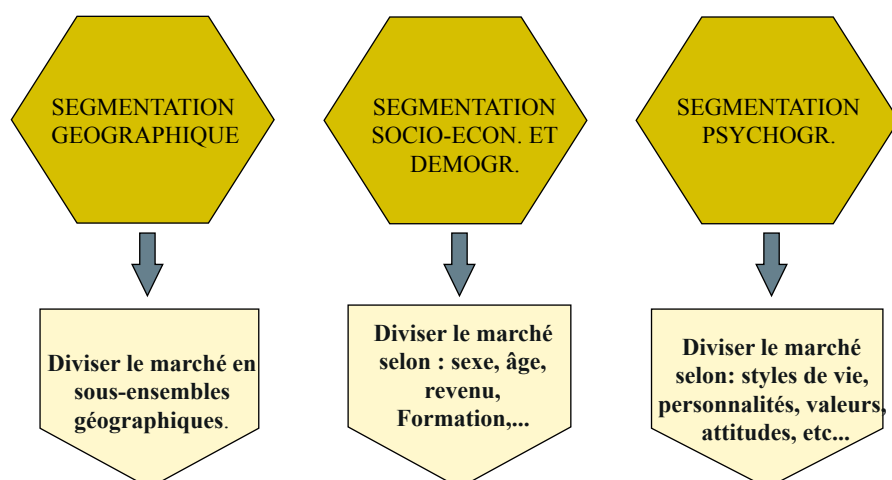 SEGMENTATION
GEOGRAPHIQUE
SEGMENTATION
SOCIO-ECON. ET
DEMOGR.
SEGMENTATION
PSYCHOGR.
Diviser le marché en
sous-ensembles
géographiques.
Diviser le marché
selon : sexe, âge,
revenu,
Formation,...
Diviser le marché
selon: styles de vie,
personnalités, valeurs,
attitudes, etc...